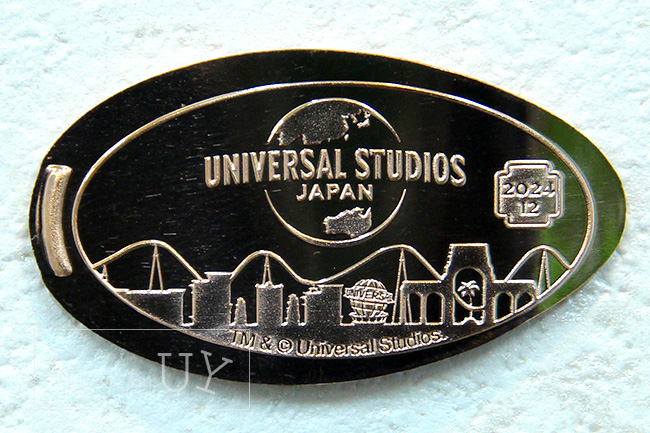 UNIVERSAL STUDIOS
JAPAN
2024
12
UNIVERSAL
TM & © Universal Studios.
UY